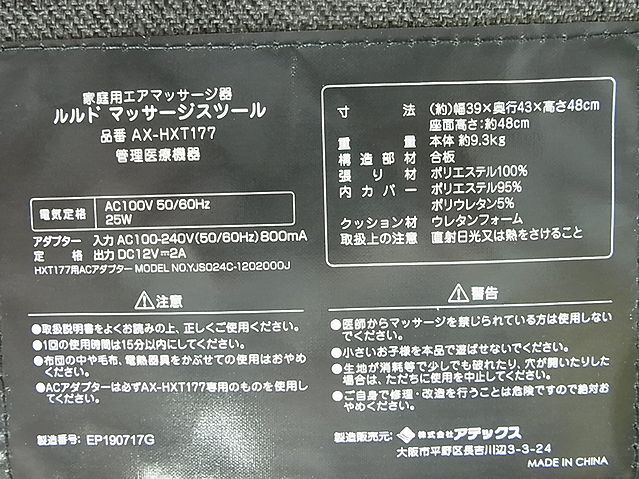 家庭用エアマッサージ器
ルルド マッサージスツール
品番 AX-HXT177
管理医療機器
電気定格 AC100V 50/60Hz
25W
アダプター 入力 AC100-240V(50/60Hz) 800mA
定格 出力 DC12V⎓2A
HXT177用ACアダプター MODEL NO.YJS024C-1202000J
⚠注意
●取扱説明書をよくお読みの上、正しくご使用ください。
●1回の使用時間は15分以内にしてください。
●布団の中や毛布、電熱器具をかぶせての使用はおやめ
ください。
●ACアダプターは必ずAX-HXT177専用のものを使用し
てください。
製造番号: EP190717G
寸法 (約)幅39×奥行43×高さ48cm
座面高さ:約48cm
重量 本体 約9.3kg
構造部材 合板
張り材 ポリエステル100%
内カバー ポリエステル95%
ポリウレタン5%
クッション材 ウレタンフォーム
取扱上の注意 直射日光又は熱をさけること
⚠警告
●医師からマッサージを禁じられている方は使用しない
でください。
●小さいお子様を本品で遊ばせないでください。
●生地が消耗等で少しでも破れたり、穴が開いたりした
場合は、ただちに使用を中止してください。
●ご自身で修理・改造を行うことは危険ですので絶対お
やめください。
製造販売元: 株式会社 アテックス
大阪市平野区長吉川辺3-3-24
MADE IN CHINA